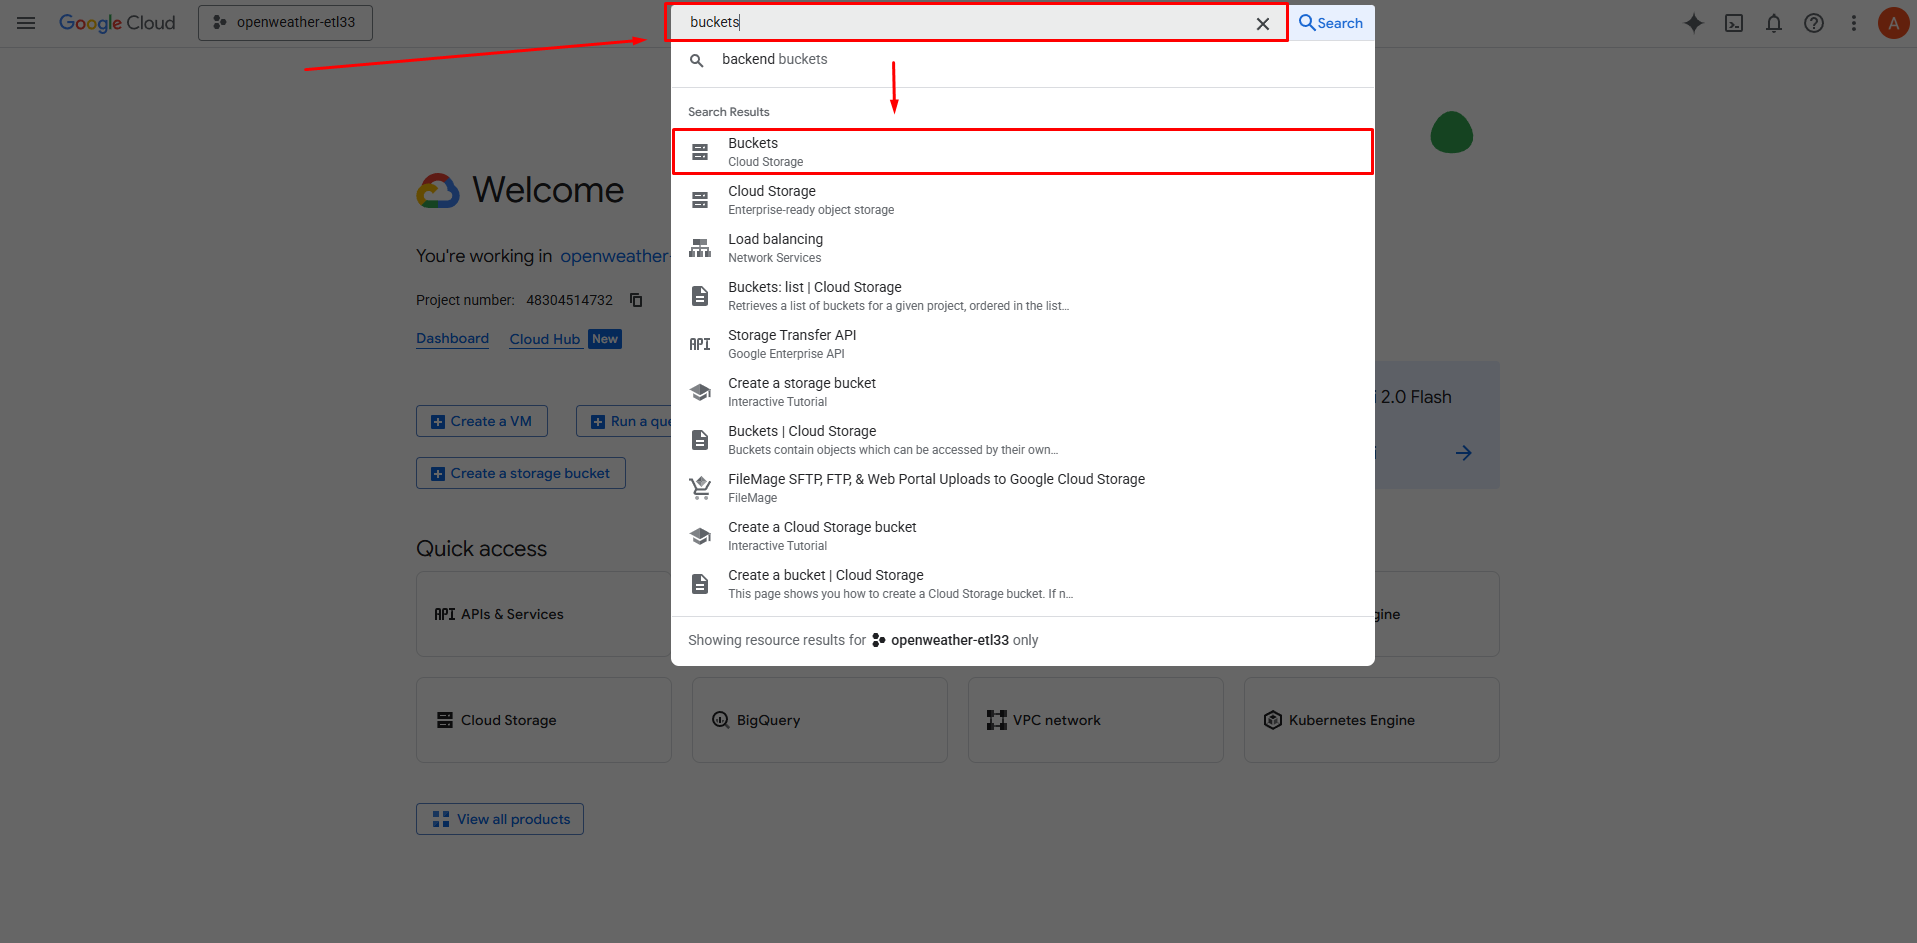 Google Cloud
openweather-etl33
buckets
Search
A
backend buckets
Search Results
Buckets
Cloud Storage
Cloud Storage
Enterprise-ready object storage
Load balancing
Network Services
Buckets: list | Cloud Storage
Retrieves a list of buckets for a given project, ordered in the list...
API
Storage Transfer API
Google Enterprise API
Create a storage bucket
Interactive Tutorial
Buckets | Cloud Storage
Buckets contain objects which can be accessed by their own...
FileMage SFTP, FTP, & Web Portal Uploads to Google Cloud Storage
FileMage
Create a Cloud Storage bucket
Interactive Tutorial
Create a bucket | Cloud Storage
This page shows you how to create a Cloud Storage bucket. If n...
Showing resource results for openweather-etl33 only
Welcome
You're working in openweather-
Project number: 48304514732
Dashboard Cloud Hub New
Create a VM Run a que
Create a storage bucket
i 2.0 Flash
Quick access
API APIs & Services
gine
Cloud Storage
BigQuery
VPC network
Kubernetes Engine
View all products